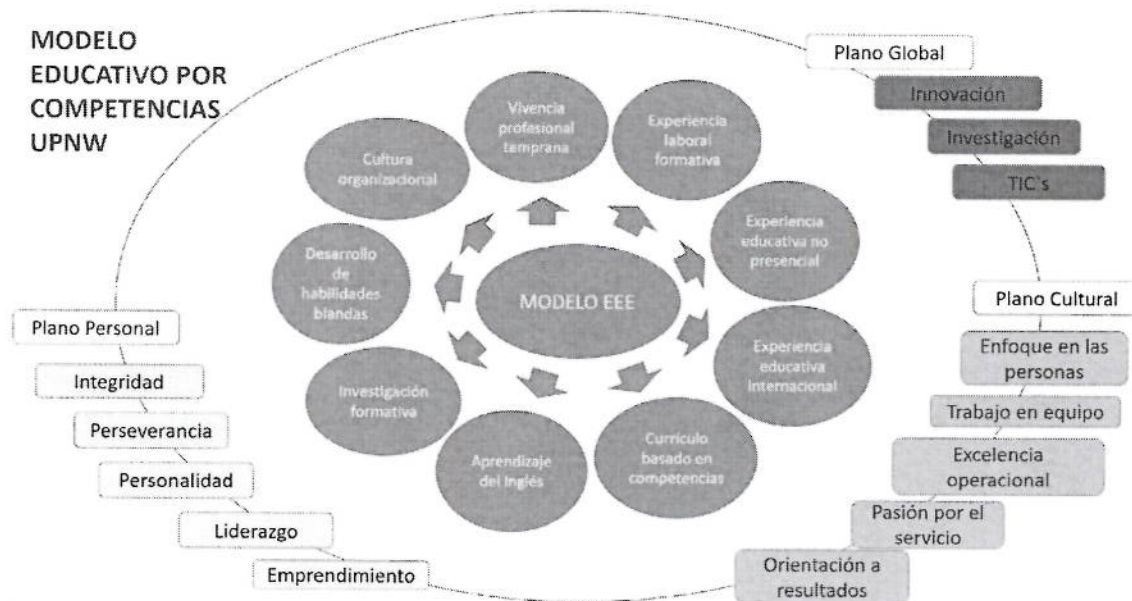 MODELO
EDUCATIVO POR
COMPETENCIAS
UPNW
Plano Global
Innovación
Investigación
TIC`s
Vivencia
profesional
temprana
Experiencia
laboral
formativa
Cultura
organizacional
Experiencia
educativa no
presencial
Desarrollo
de
habilidades
blandas
MODELO EEE
Plano Cultural
Enfoque en las
personas
Trabajo en equipo
Excelencia
operacional
Pasión por el
servicio
Orientación a
resultados
Experiencia
educativa
internacional
Investigación
formativa
Aprendizaje
del Inglés
Currículo
basado en
competencias
Plano Personal
Integridad
Perseverancia
Personalidad
Liderazgo
Emprendimiento